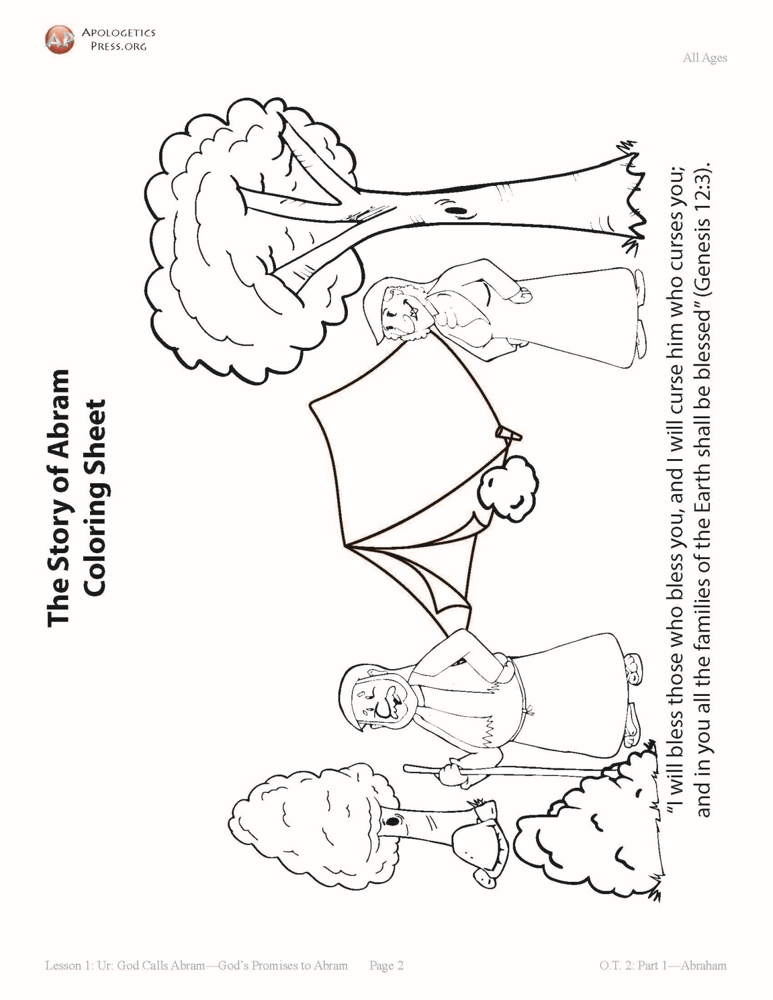 AP
APOLOGETICS
PRESS.ORG
All Ages
The Story of Abram
Coloring Sheet
“I will bless those who bless you, and I will curse him who curses you;
and in you all the families of the Earth shall be blessed” (Genesis 12:3).
Lesson 1: Ur: God Calls Abram—God’s Promises to Abram Page 2 O.T. 2: Part 1—Abraham